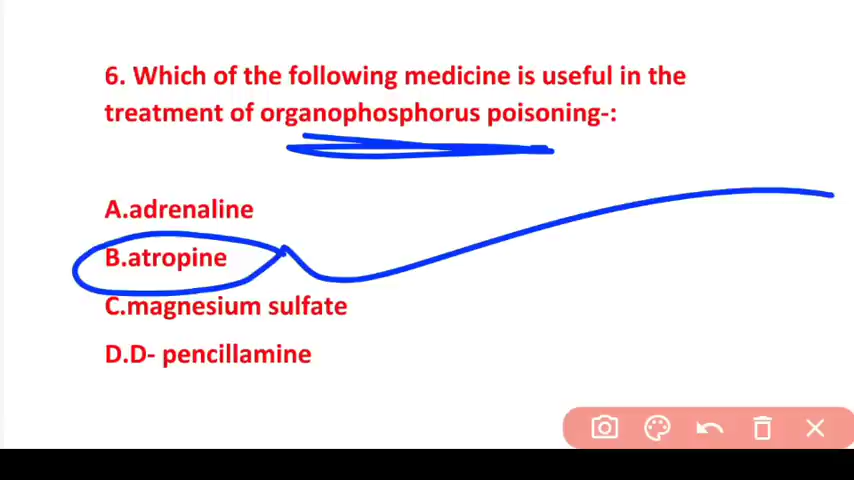 6. Which of the following medicine is useful in the
treatment of organophosphorus poisoning-:
A.adrenaline
B.atropine
C.magnesium sulfate
D.D- pencillamine